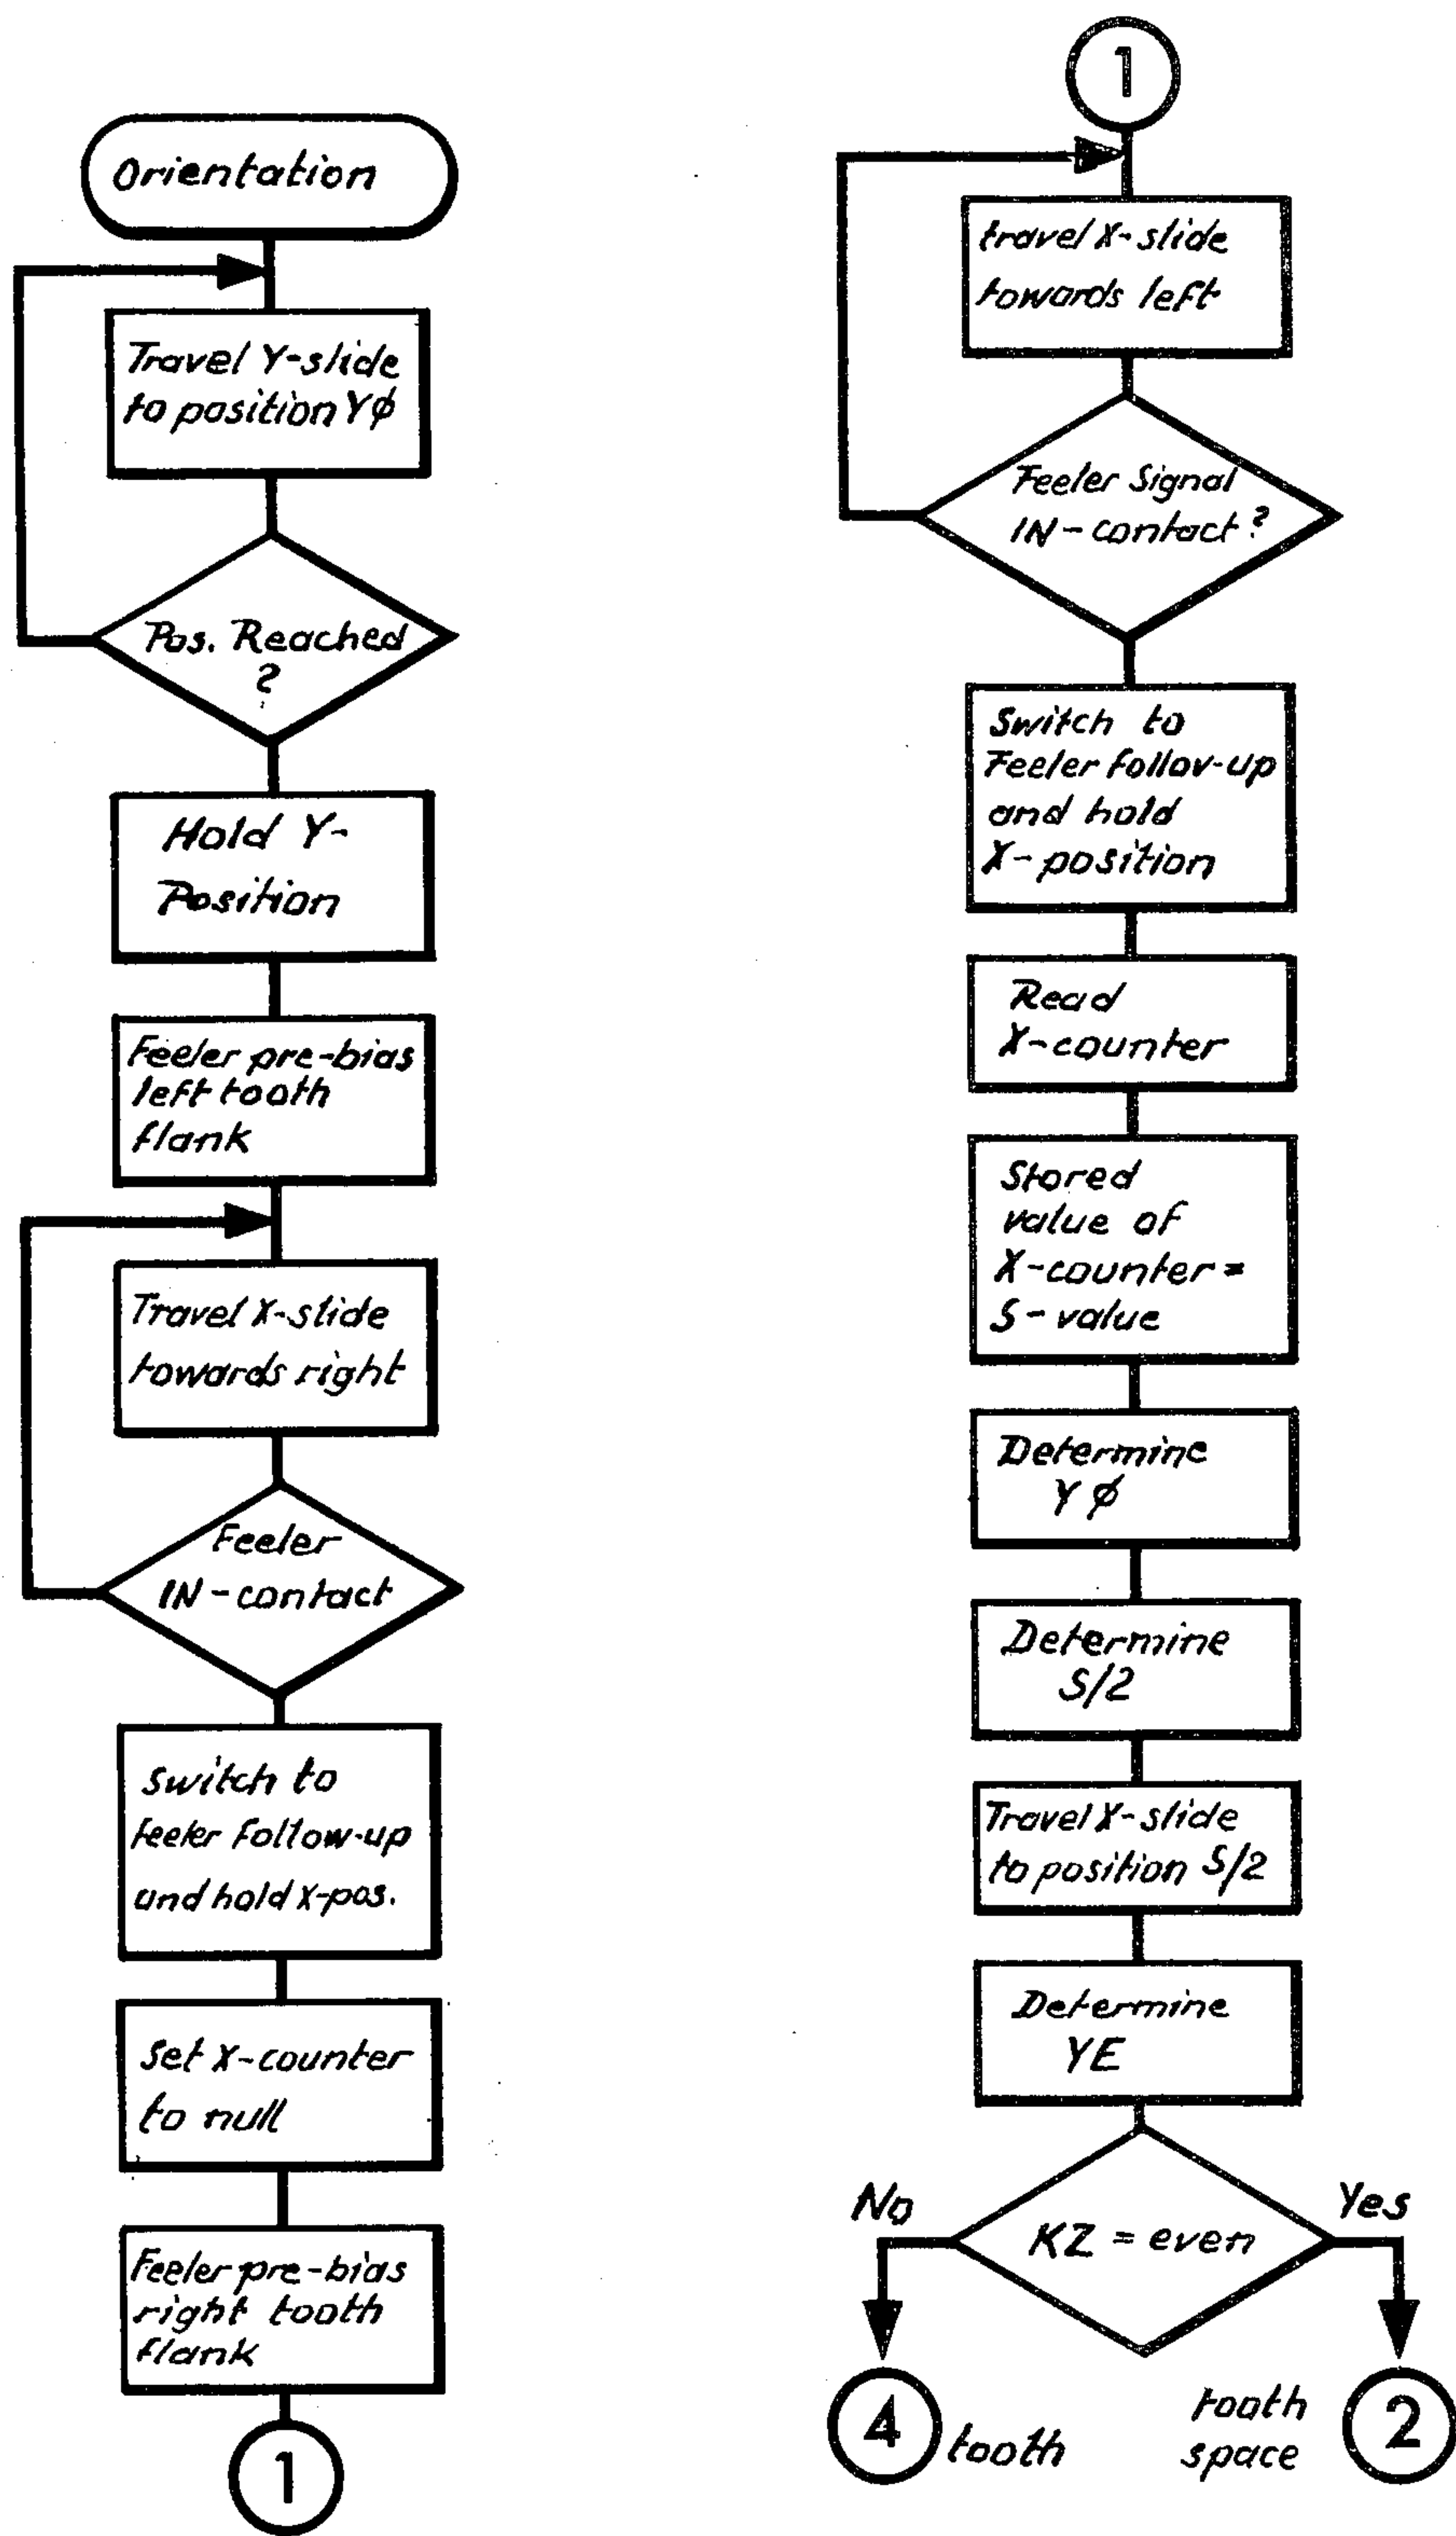 Orientation
Travel Y-slide
to position YØ
Pos. Reached
?
Hold Y-
Position
Feeler pre-bias
left tooth
flank
Travel X-slide
towards right
Feeler
IN-contact
switch to
feeler follow-up
and hold X-pos.
Set X-counter
to null
Feeler pre-bias
right tooth
flank
1
1
travel X-slide
towards left
Feeler Signal
IN-contact?
Switch to
Feeler follov-up
and hold
X-position
Read
X-counter
Stored
value of
X-counter=
S-value
Determine
YØ
Determine
S/2
Travel X-slide
to position S/2
Determine
YE
No
Yes
KZ = even
4
tooth
tooth
space
2